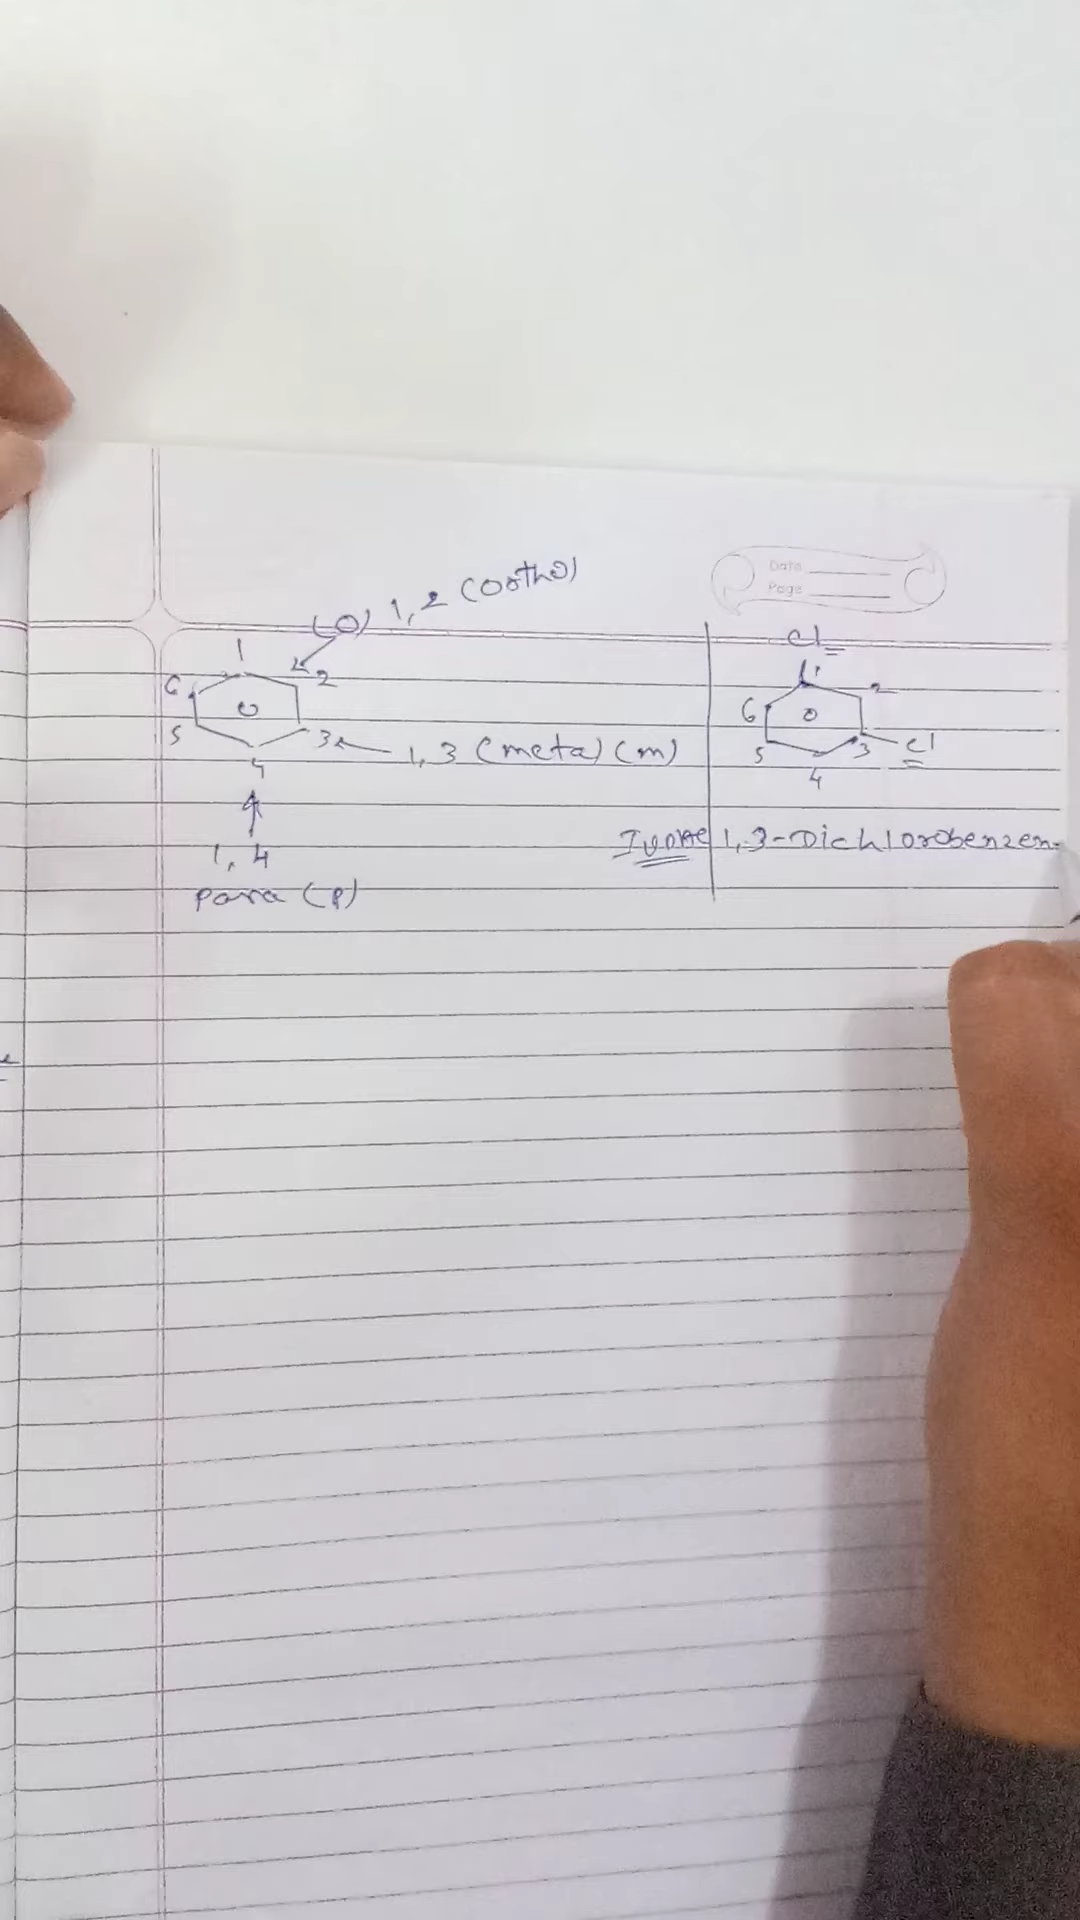 (O) 1,2 (Ortho)
1
2
6
5
3
1,3 (meta) (m)
4
1, 4
Para (P)
Date
Page
Cl
1
2
6
5
3
Cl
4
1,3-Dichlorobenzen